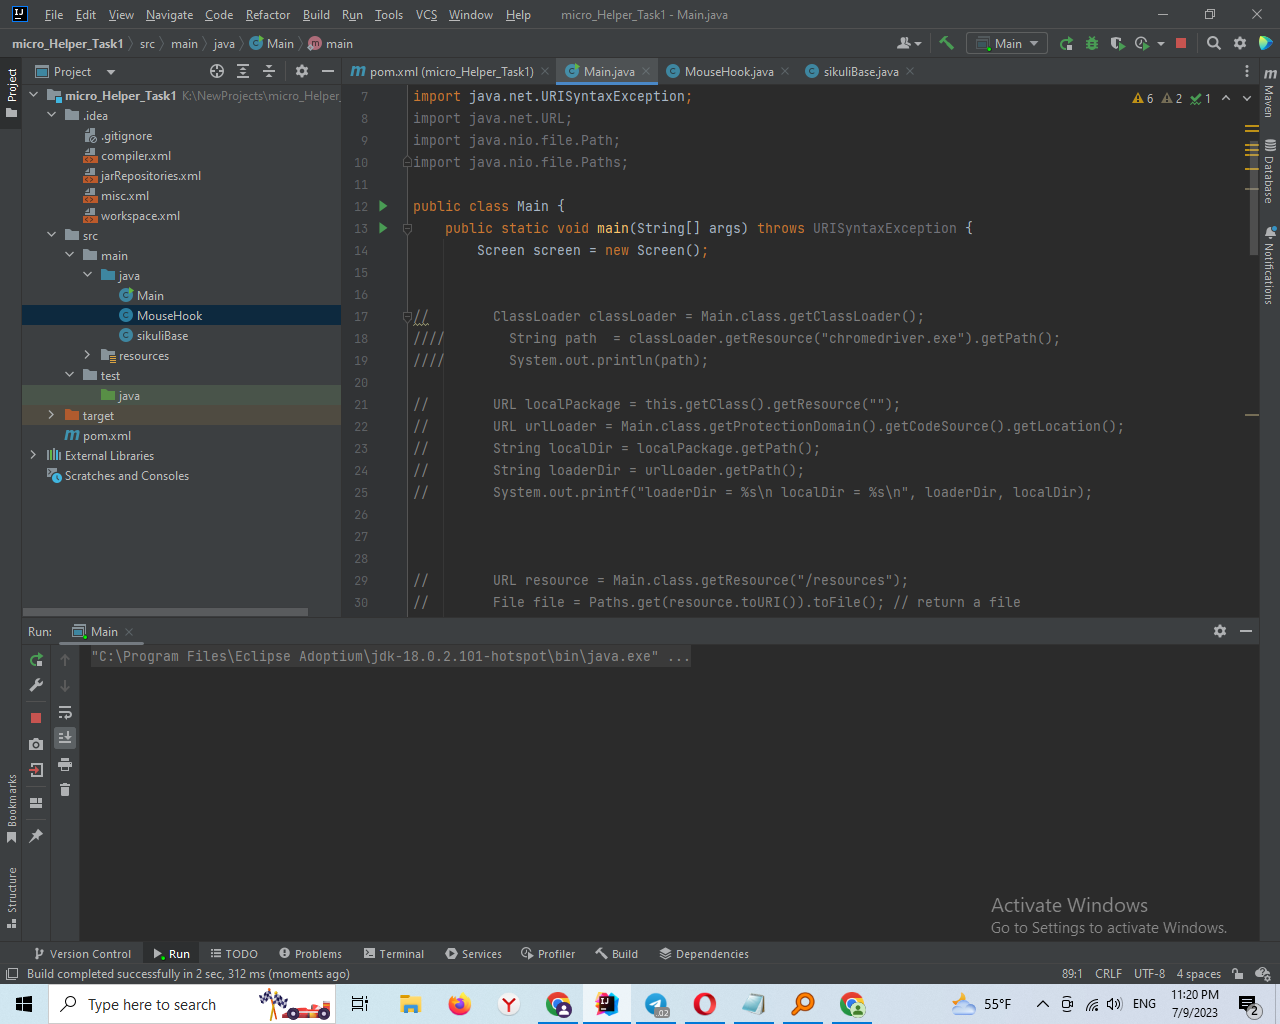 File Edit View Navigate Code Refactor Build Run Tools VCS Window Help micro_Helper_Task1 - Main.java
micro_Helper_Task1 src main java Main main
Main
Project
pom.xml (micro_Helper_Task1) Main.java MouseHook.java sikuliBase.java
Project
micro_Helper_Task1 K:\NewProjects\micro_Helper_
.idea
.gitignore
compiler.xml
jarRepositories.xml
misc.xml
workspace.xml
src
main
java
Main
MouseHook
sikuliBase
resources
test
java
target
pom.xml
External Libraries
Scratches and Consoles
6 2 1
7 import java.net.URISyntaxException;
8 import java.net.URL;
9 import java.nio.file.Path;
10 import java.nio.file.Paths;
11
12 public class Main {
13 public static void main(String[] args) throws URISyntaxException {
14 Screen screen = new Screen();
15
16
17 // ClassLoader classLoader = Main.class.getClassLoader();
18 //// String path  = classLoader.getResource("chromedriver.exe").getPath();
19 //// System.out.println(path);
20
21 // URL localPackage = this.getClass().getResource("");
22 // URL urlLoader = Main.class.getProtectionDomain().getCodeSource().getLocation();
23 // String localDir = localPackage.getPath();
24 // String loaderDir = urlLoader.getPath();
25 // System.out.printf("loaderDir = %s\n localDir = %s\n", loaderDir, localDir);
26
27
28
29 // URL resource = Main.class.getResource("/resources");
30 // File file = Paths.get(resource.toURI()).toFile(); // return a file
Maven
Database
Notifications
Run: Main
"C:\Program Files\Eclipse Adoptium\jdk-18.0.2.101-hotspot\bin\java.exe" ...
Bookmarks
Structure
Activate Windows
Go to Settings to activate Windows.
Version Control Run TODO Problems Terminal Services Profiler Build Dependencies
Build completed successfully in 2 sec, 312 ms (moments ago) 89:1 CRLF UTF-8 4 spaces
Type here to search
.02
55°F
ENG
11:20 PM
7/9/2023
2